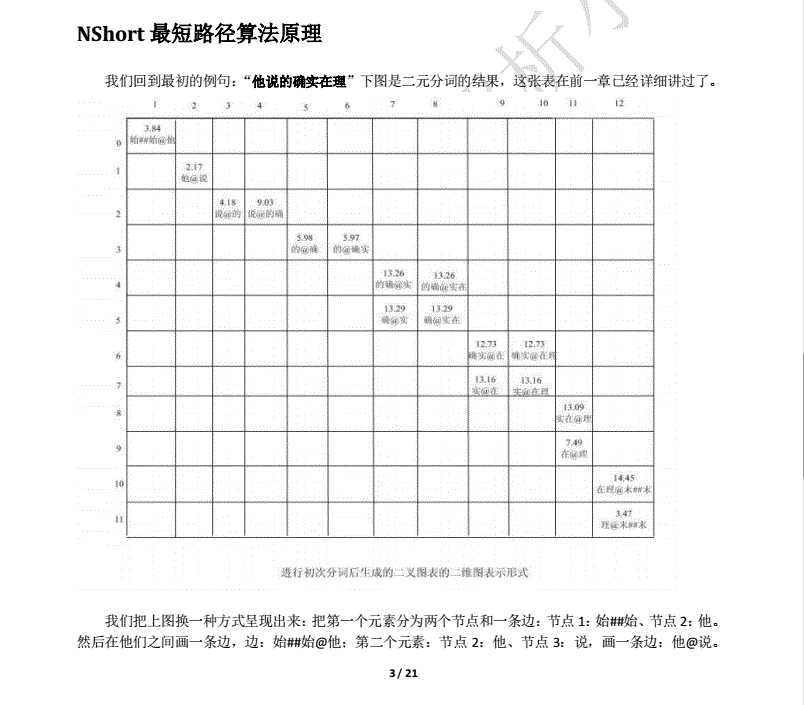 NShort 最短路径算法原理
析
我们回到最初的例句：“他说的确实在理”下图是二元分词的结果，这张表在前一章已经详细讲过了。
1 2 3 4 5 6 7 8 9 10 11 12
0 3.84
始##始@他
1 2.17
他@说
2 4.18 9.03
说@的 说@的确
3 5.98 5.97
的@确 的@确实
4 13.26 13.26
的确@实 的确@实在
5 13.29 13.29
确@实 确@实在
6 12.73 12.73
确实@在 确实@在理
7 13.16 13.16
实@在 实@在理
8 13.09
实在@理
9 7.49
在@理
10 14.45
在理@末##末
11 3.47
理@末##末
进行初次分词后生成的二叉图表的二维图表示形式
我们把上图换一种方式呈现出来：把第一个元素分为两个节点和一条边：节点 1：始##始、节点 2：他。
然后在他们之间画一条边，边：始##始@他；第二个元素：节点 2：他、节点 3：说，画一条边：他@说。
3 / 21